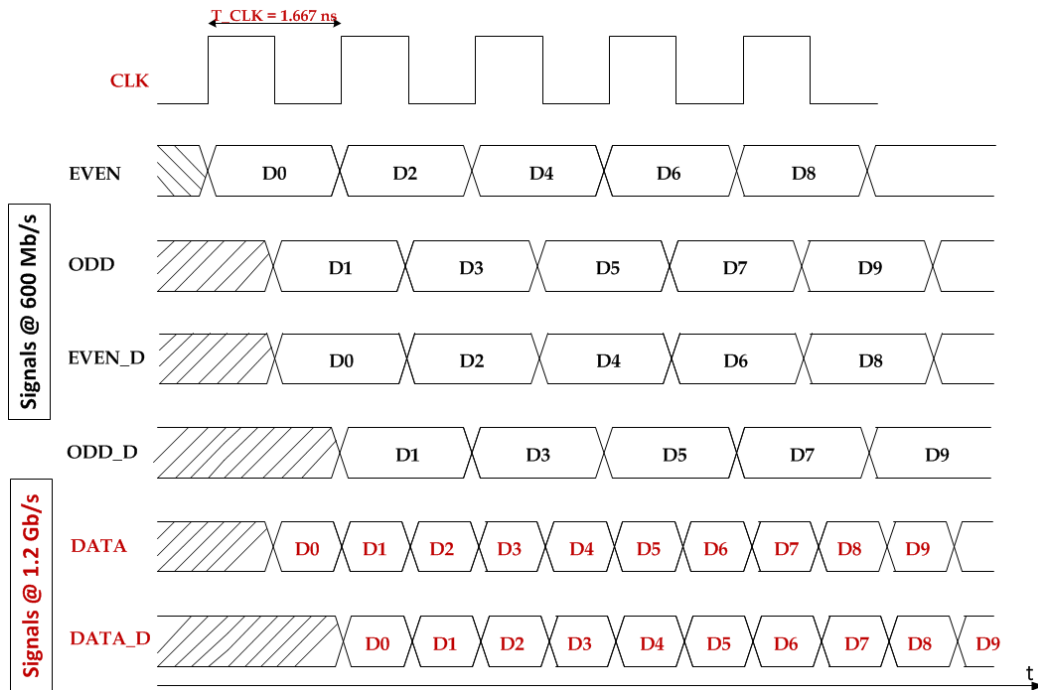 T_CLK = 1.667 ns
CLK
EVEN D0 D2 D4 D6 D8
Signals @ 600 Mb/s
ODD D1 D3 D5 D7 D9
EVEN_D D0 D2 D4 D6 D8
ODD_D D1 D3 D5 D7 D9
Signals @ 1.2 Gb/s
DATA D0 D1 D2 D3 D4 D5 D6 D7 D8 D9
DATA_D D0 D1 D2 D3 D4 D5 D6 D7 D8 D9
t